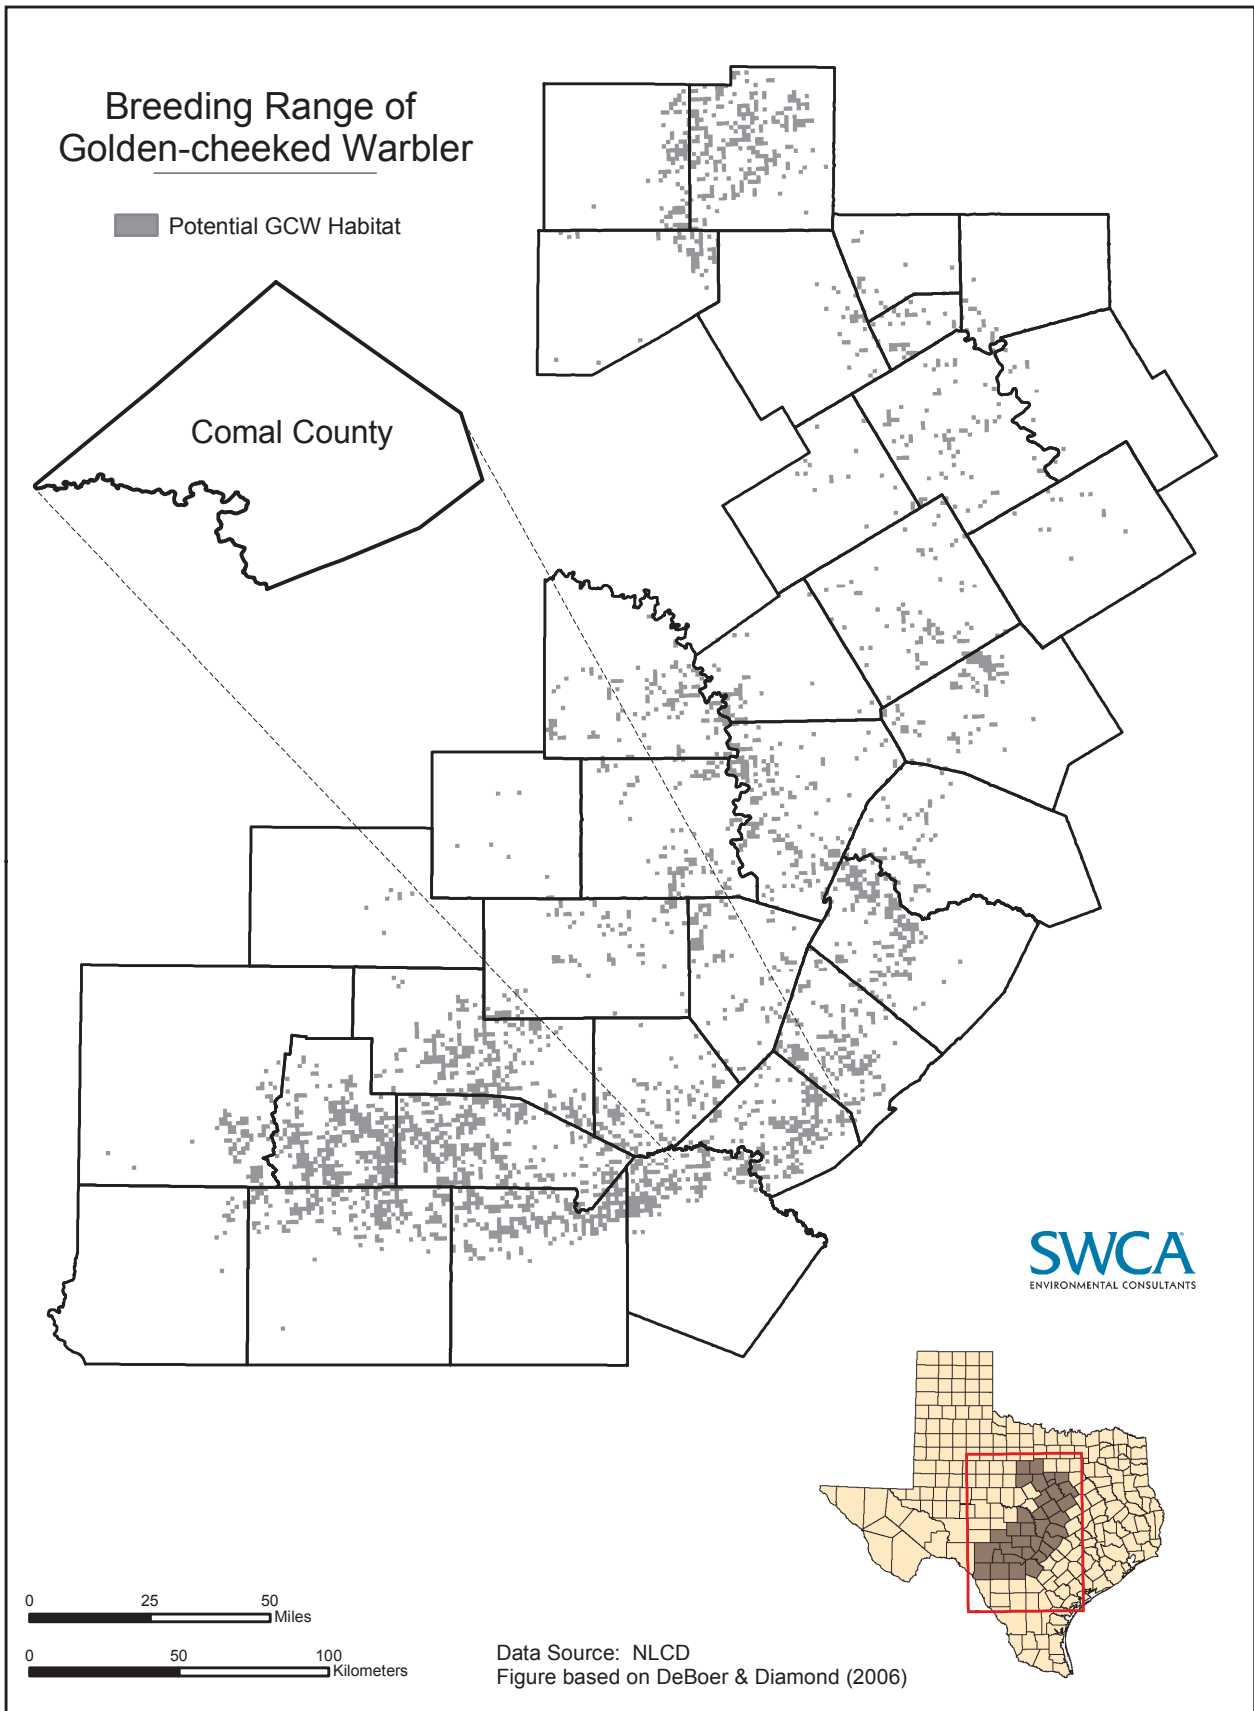 Breeding Range of
Golden-cheeked Warbler
Potential GCW Habitat
Comal County
SWCA
ENVIRONMENTAL CONSULTANTS
0 25 50
Miles
0 50 100
Kilometers
Data Source: NLCD
Figure based on DeBoer & Diamond (2006)